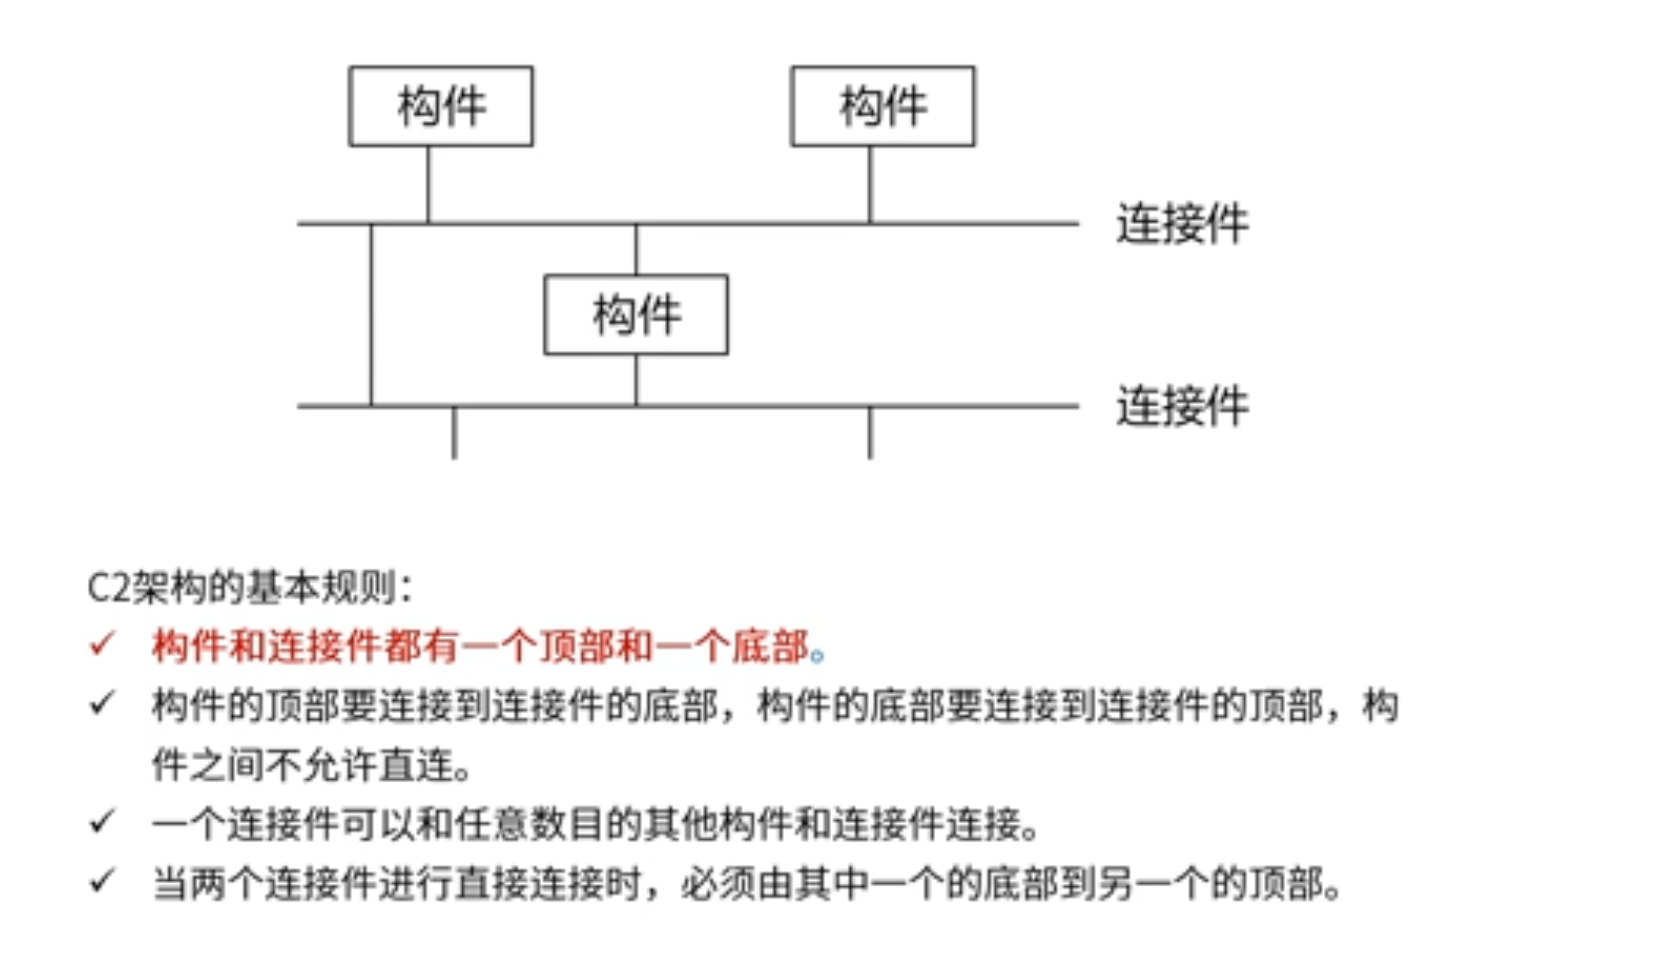 构件
构件
连接件
构件
连接件
C2架构的基本规则：
✓ 构件和连接件都有一个顶部和一个底部。
✓ 构件的顶部要连接到连接件的底部，构件的底部要连接到连接件的顶部，构
件之间不允许直连。
✓ 一个连接件可以和任意数目的其他构件和连接件连接。
✓ 当两个连接件进行直接连接时，必须由其中一个的底部到另一个的顶部。